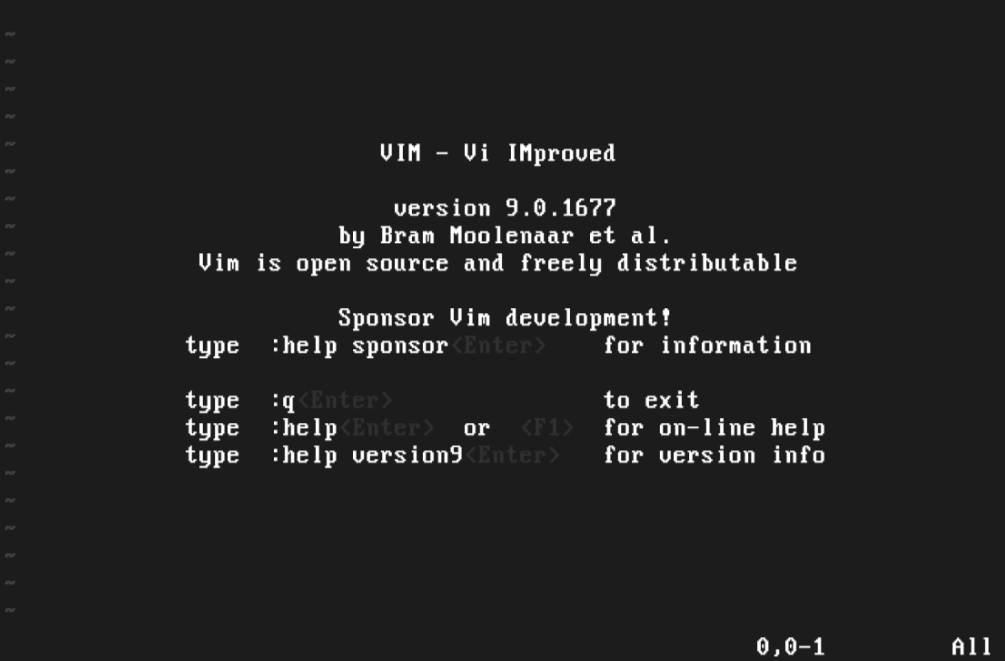 ~
~
~
~
~ VIM - Vi IMproved
~
~ version 9.0.1677
~ by Bram Moolenaar et al.
~ Vim is open source and freely distributable
~
~ Sponsor Vim development!
~ type :help sponsor<Enter> for information
~
~ type :q<Enter> to exit
~ type :help<Enter> or <F1> for on-line help
~ type :help version9<Enter> for version info
~
~
~
~
~
~
0,0-1 All